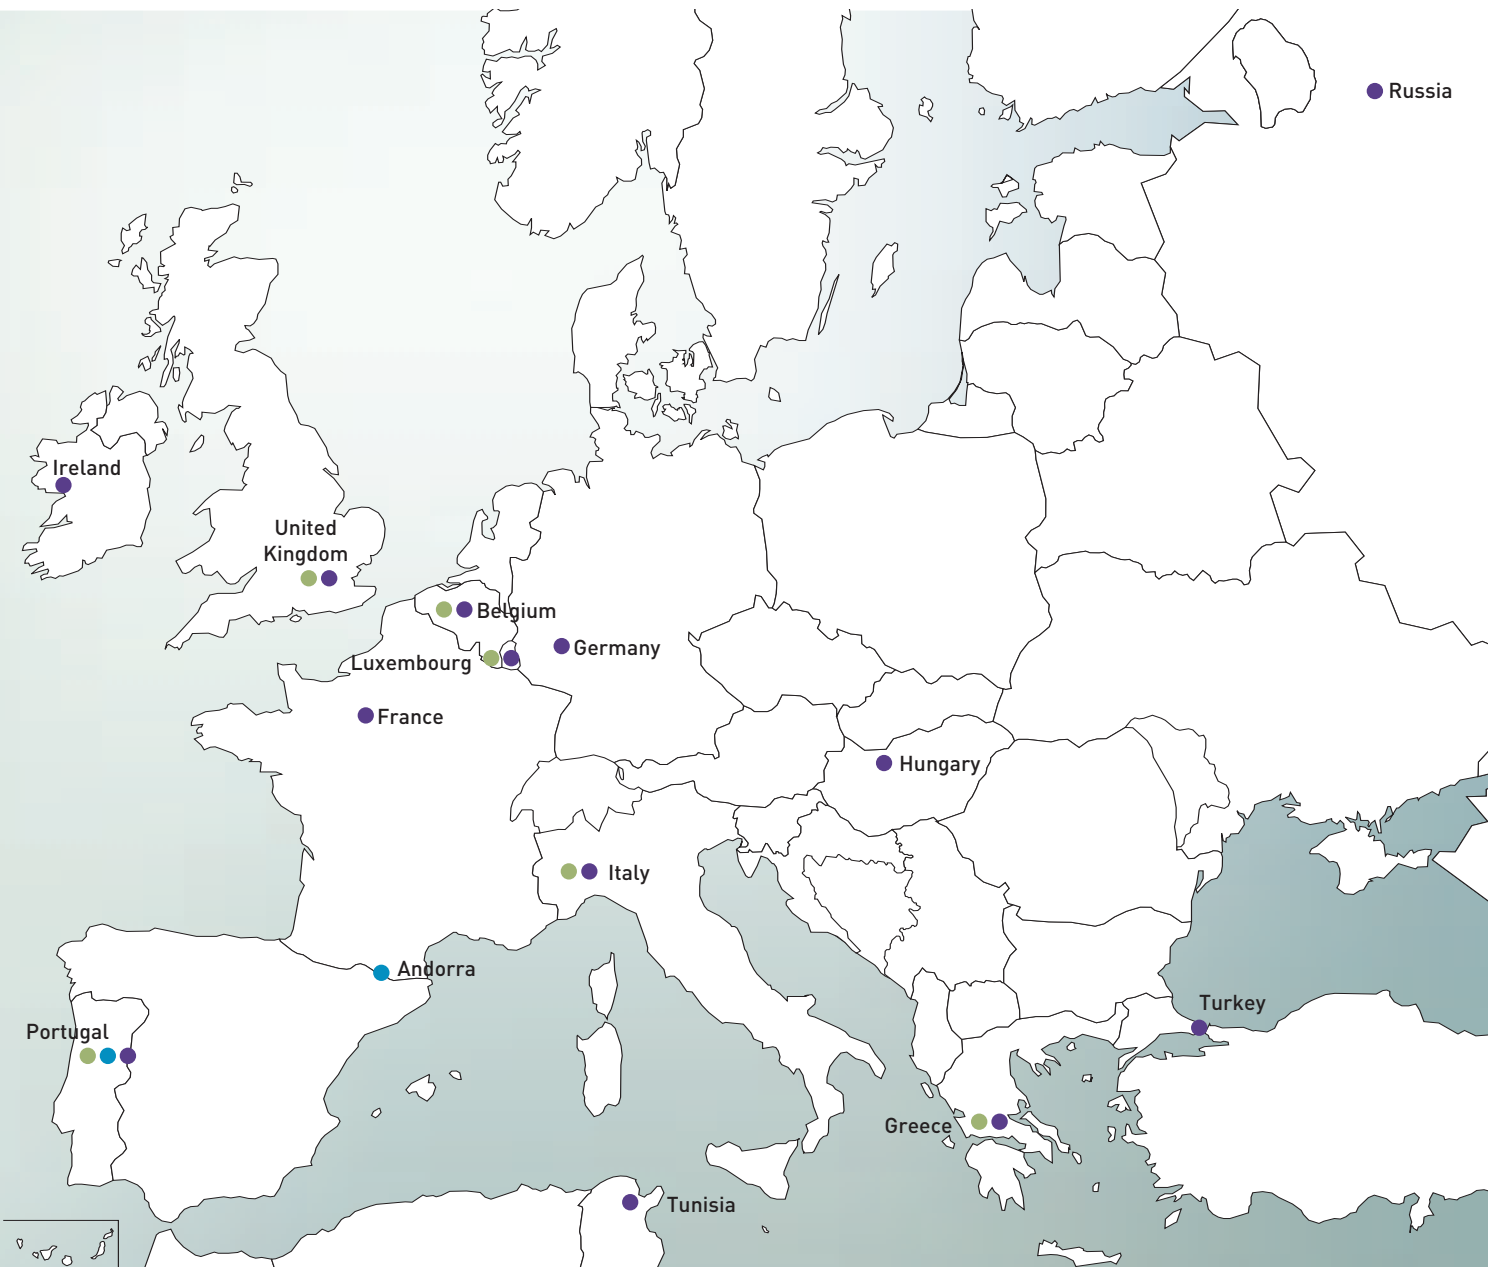 Russia
Ireland
United
Kingdom
Belgium
Germany
Luxembourg
France
Hungary
Italy
Andorra
Turkey
Portugal
Greece
Tunisia